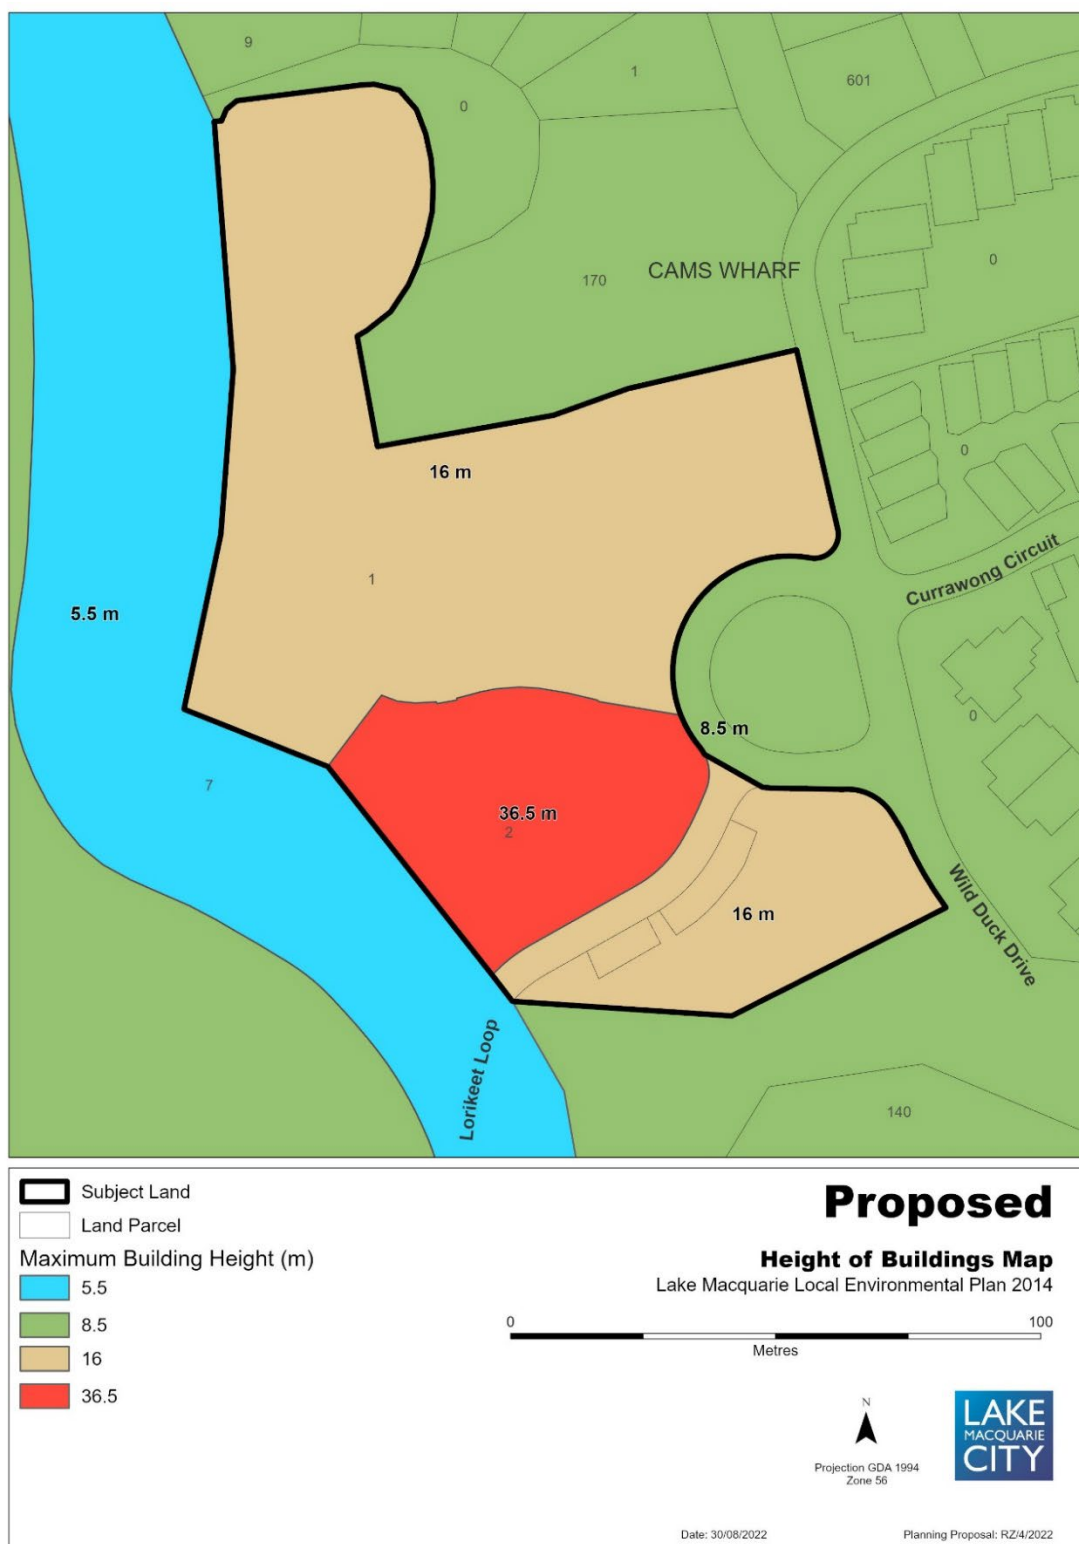 9
0
1
601
170
CAMS WHARF
0
16 m
0
1
Currawong Circuit
5.5 m
0
8.5 m
7
36.5 m
2
16 m
Wild Duck Drive
Lorikeet Loop
140
Subject Land
Land Parcel
Maximum Building Height (m)
5.5
8.5
16
36.5
Proposed
Height of Buildings Map
Lake Macquarie Local Environmental Plan 2014
0 100
Metres
N
Projection GDA 1994
Zone 56
LAKE
MACQUARIE
CITY
Date: 30/08/2022
Planning Proposal: RZ/4/2022